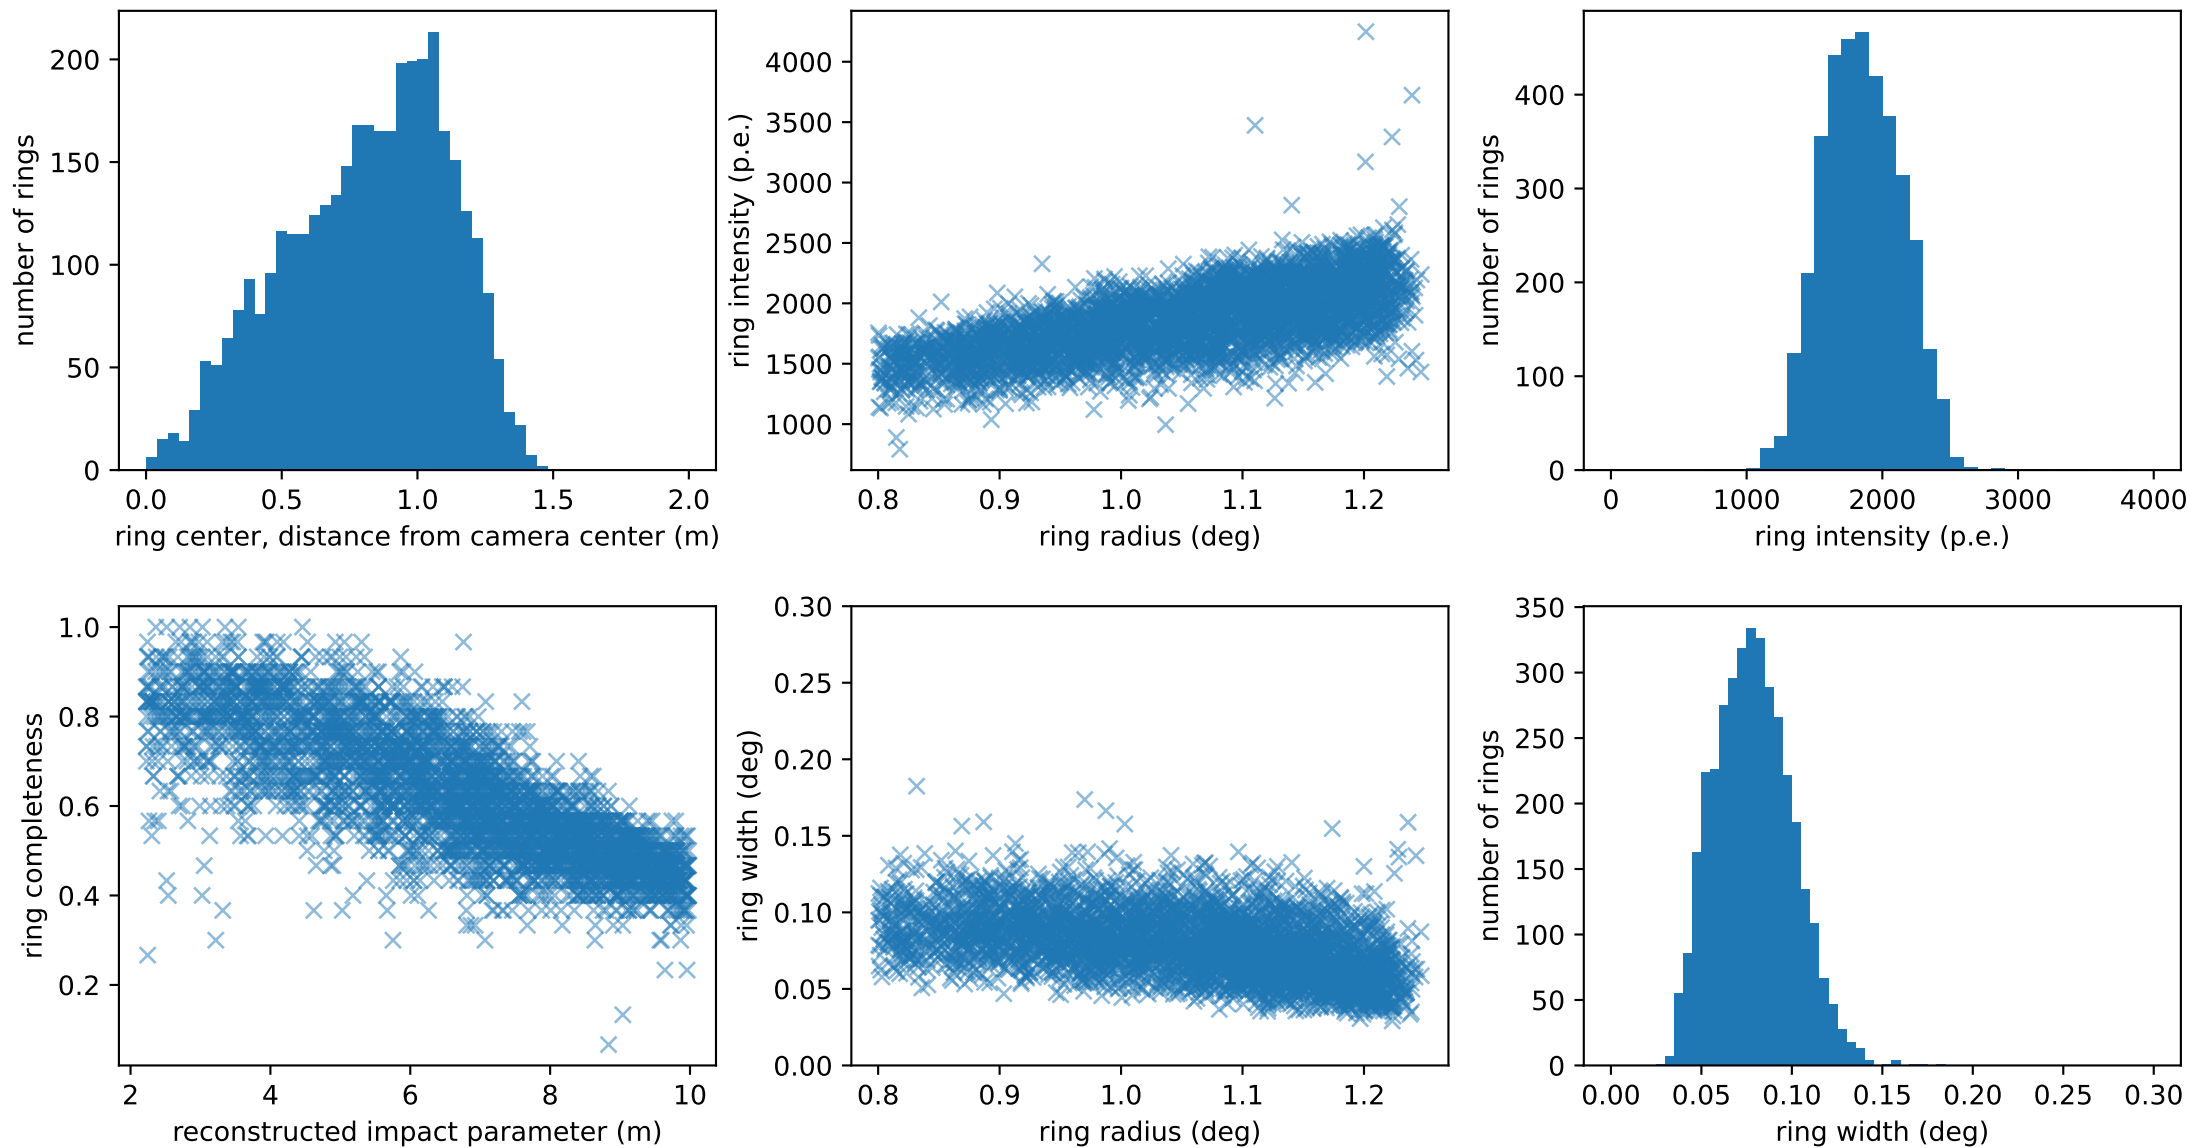 200
150
100
50
0
number of rings
0.0 0.5 1.0 1.5 2.0
ring center, distance from camera center (m)
4000
3500
3000
2500
2000
1500
1000
ring intensity (p.e.)
0.8 0.9 1.0 1.1 1.2
ring radius (deg)
400
300
200
100
0
number of rings
0 1000 2000 3000 4000
ring intensity (p.e.)
1.0
0.8
0.6
0.4
0.2
ring completeness
2 4 6 8 10
reconstructed impact parameter (m)
0.30
0.25
0.20
0.15
0.10
0.05
0.00
ring width (deg)
0.8 0.9 1.0 1.1 1.2
ring radius (deg)
350
300
250
200
150
100
50
0
number of rings
0.00 0.05 0.10 0.15 0.20 0.25 0.30
ring width (deg)